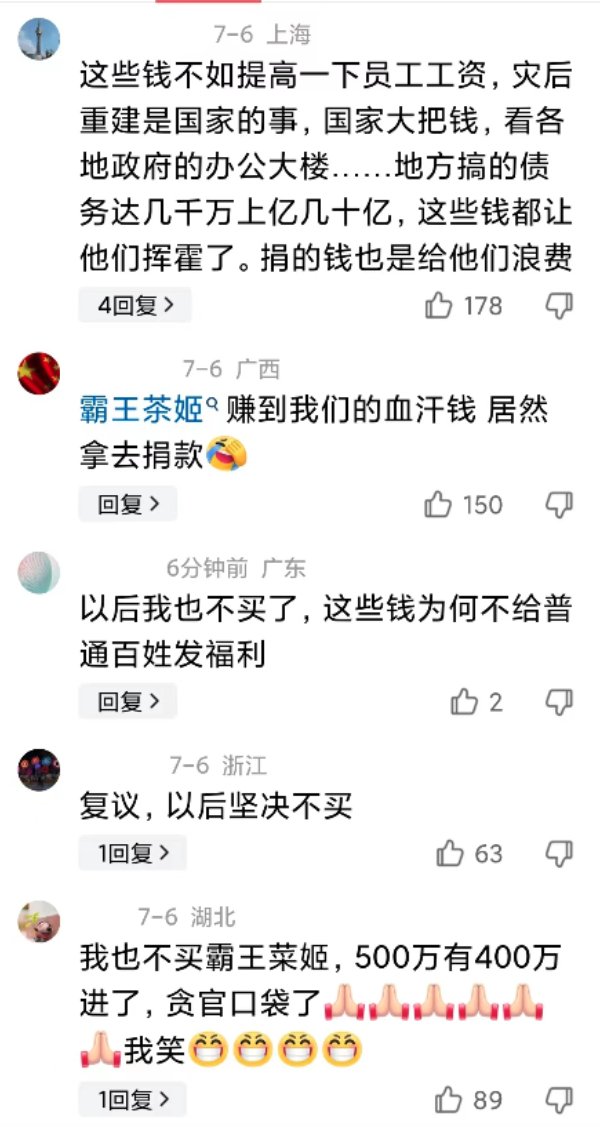 7-6 上海
这些钱不如提高一下员工工资，灾后
重建是国家的事，国家大把钱，看各
地政府的办公大楼……地方搞的债
务达几千万上亿几十亿，这些钱都让
他们挥霍了。捐的钱也是给他们浪费
4回复 178
7-6 广西
霸王茶姬 赚到我们的血汗钱 居然
拿去捐款
回复 150
6分钟前 广东
以后我也不买了，这些钱为何不给普
通百姓发福利
回复 2
7-6 浙江
复议，以后坚决不买
1回复 63
7-6 湖北
我也不买霸王菜姬，500万有400万
进了，贪官口袋了🙏🙏🙏🙏🙏
🙏我笑😁😁😁😁
1回复 89